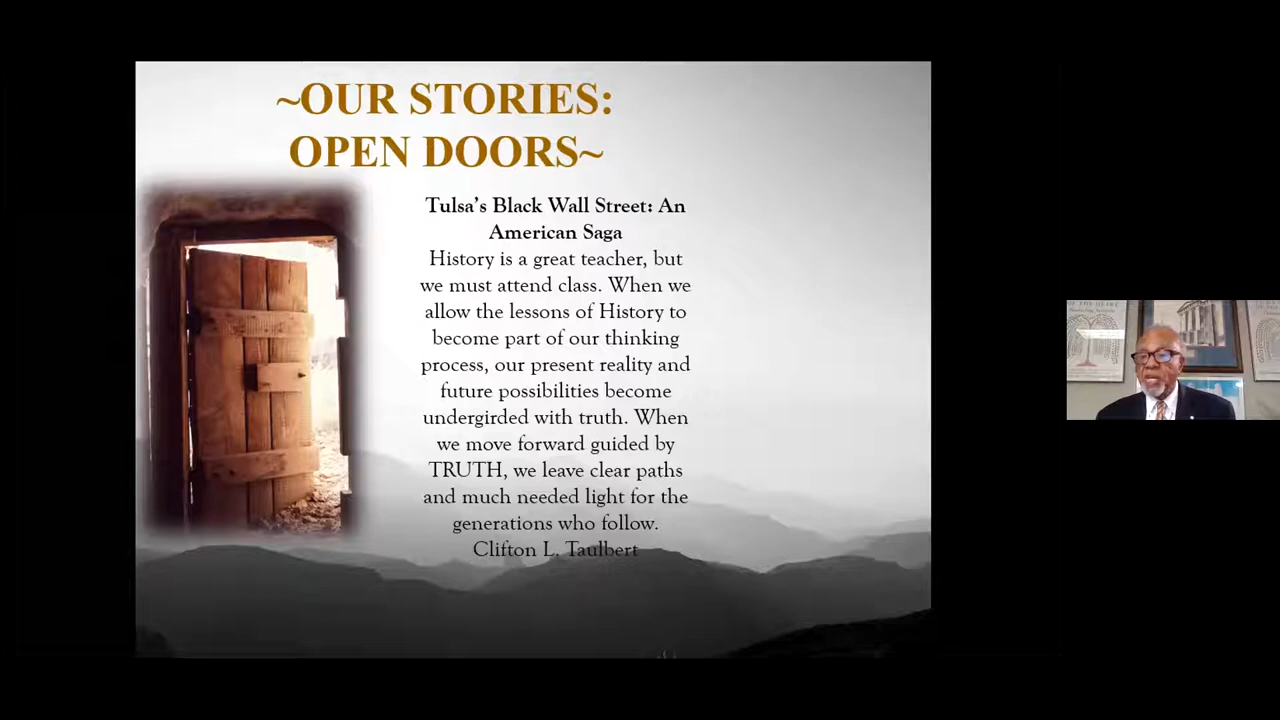 ~OUR STORIES:
OPEN DOORS~
Tulsa's Black Wall Street: An
American Saga
History is a great teacher, but
we must attend class. When we
allow the lessons of History to
become part of our thinking
process, our present reality and
future possibilities become
undergirded with truth. When
we move forward guided by
TRUTH, we leave clear paths
and much needed light for the
generations who follow.
Clifton L. Taulbert